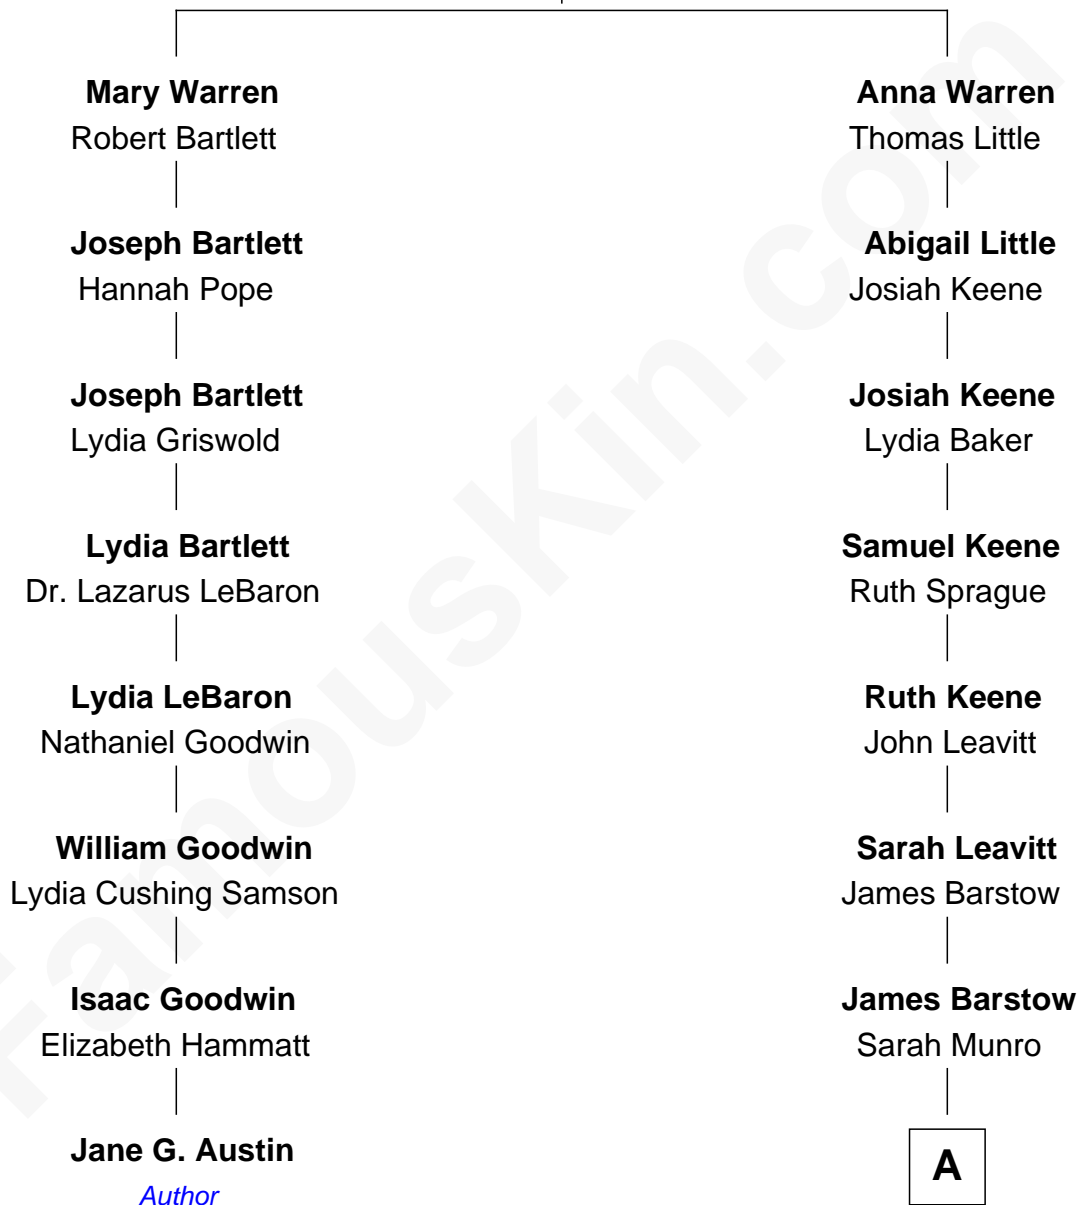 Mary Warren
Robert Bartlett
Joseph Bartlett
Hannah Pope
Joseph Bartlett
Lydia Griswold
Lydia Bartlett
Dr. Lazarus LeBaron
Lydia LeBaron
Nathaniel Goodwin
William Goodwin
Lydia Cushing Samson
Isaac Goodwin
Elizabeth Hammatt
Jane G. Austin
Author
Anna Warren
Thomas Little
Abigail Little
Josiah Keene
Josiah Keene
Lydia Baker
Samuel Keene
Ruth Sprague
Ruth Keene
John Leavitt
Sarah Leavitt
James Barstow
James Barstow
Sarah Munro
A
FamousKin.com